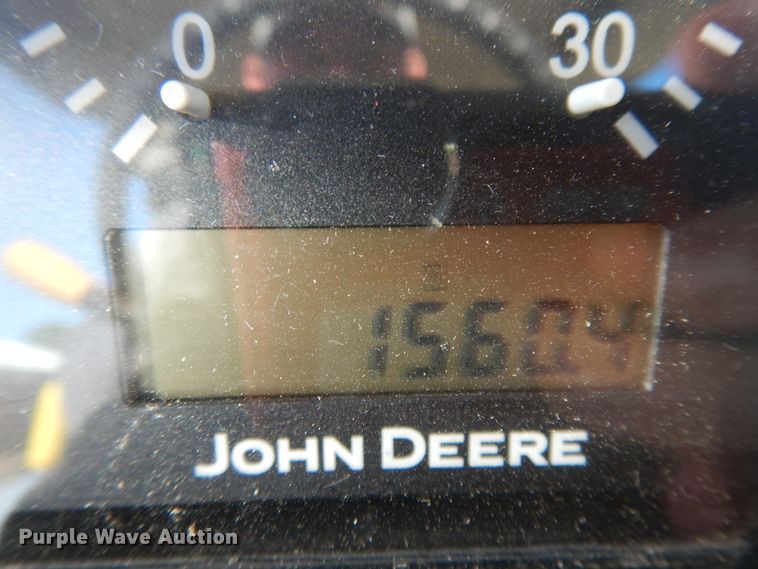 0 30
1560.4
JOHN DEERE
Purple Wave Auction